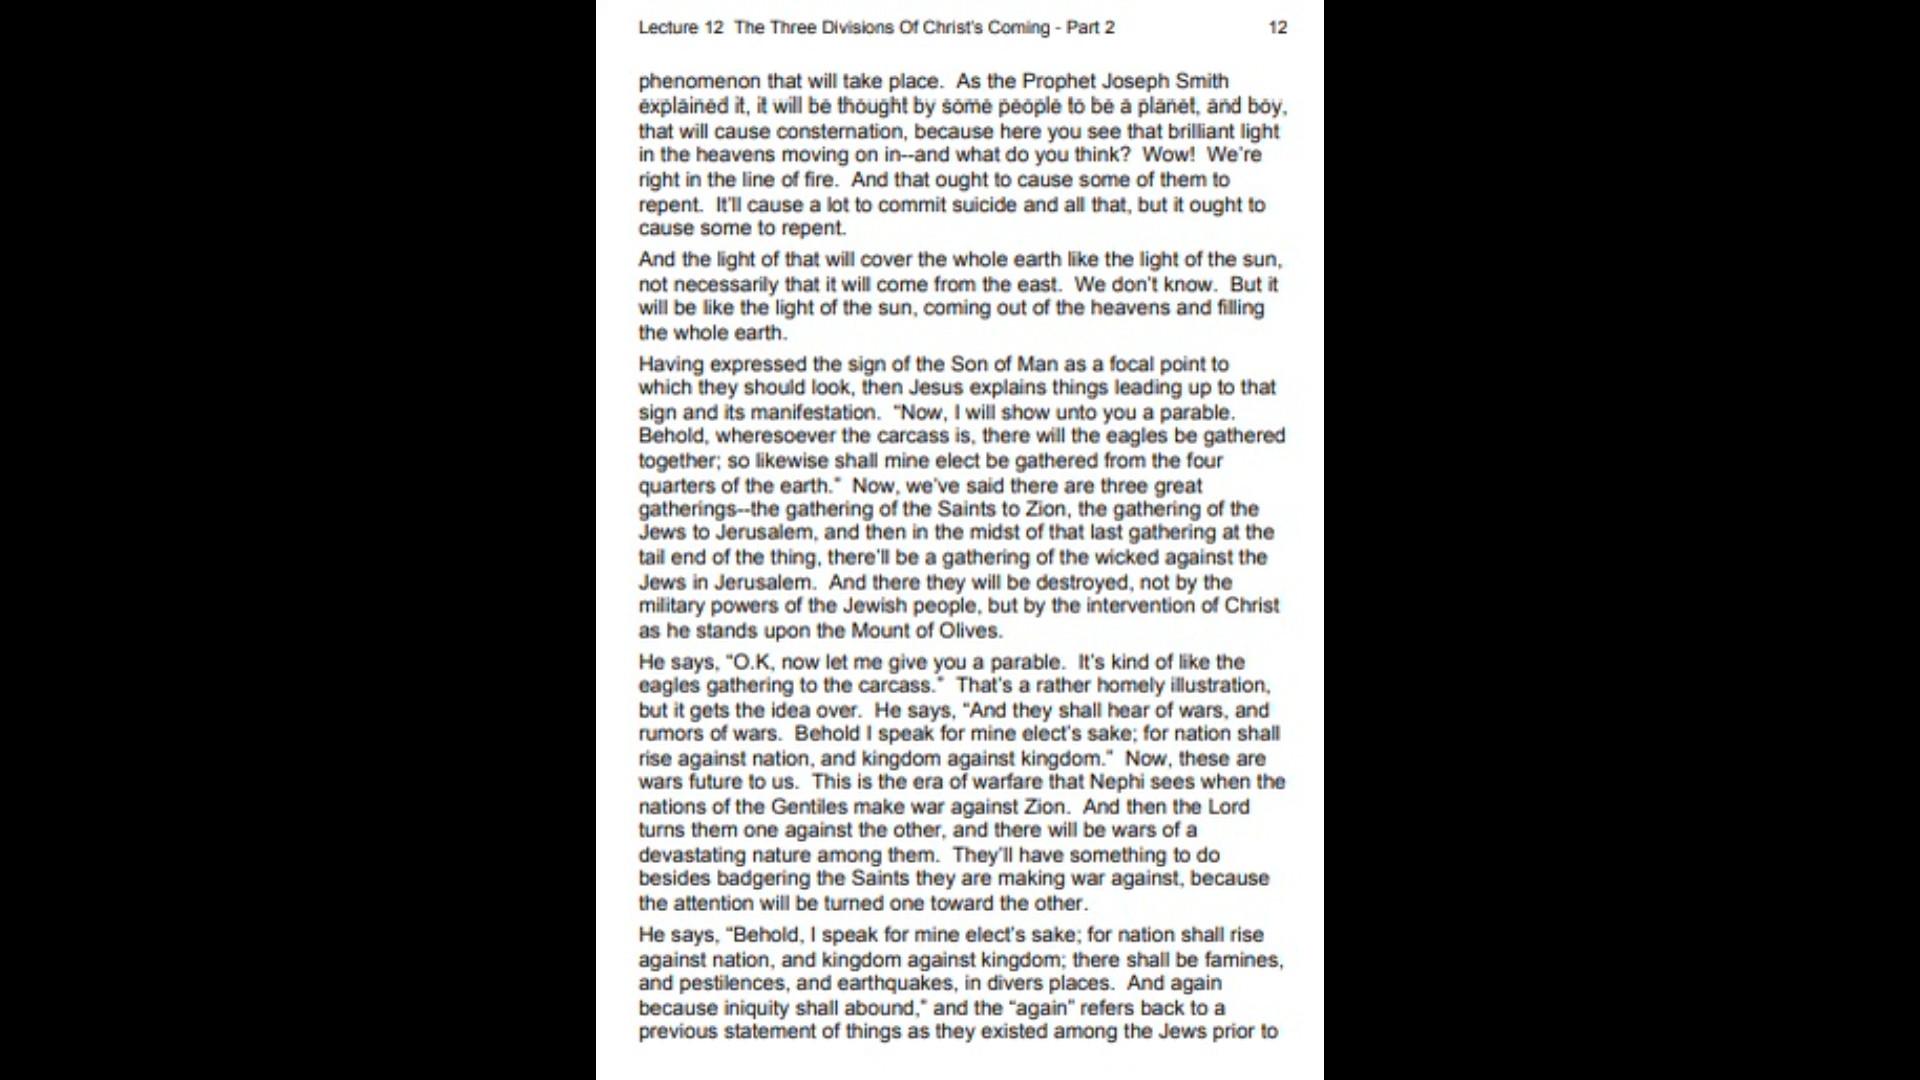 Lecture 12 The Three Divisions Of Christ's Coming - Part 2 12
phenomenon that will take place. As the Prophet Joseph Smith
explained it, it will be thought by some people to be a planet, and boy,
that will cause consternation, because here you see that brilliant light
in the heavens moving on in--and what do you think? Wow! We're
right in the line of fire. And that ought to cause some of them to
repent. It'll cause a lot to commit suicide and all that, but it ought to
cause some to repent.
And the light of that will cover the whole earth like the light of the sun,
not necessarily that it will come from the east. We don't know. But it
will be like the light of the sun, coming out of the heavens and filling
the whole earth.
Having expressed the sign of the Son of Man as a focal point to
which they should look, then Jesus explains things leading up to that
sign and its manifestation. “Now, I will show unto you a parable.
Behold, wheresoever the carcass is, there will the eagles be gathered
together; so likewise shall mine elect be gathered from the four
quarters of the earth.” Now, we've said there are three great
gatherings--the gathering of the Saints to Zion, the gathering of the
Jews to Jerusalem, and then in the midst of that last gathering at the
tail end of the thing, there'll be a gathering of the wicked against the
Jews in Jerusalem. And there they will be destroyed, not by the
military powers of the Jewish people, but by the intervention of Christ
as he stands upon the Mount of Olives.
He says, “O.K, now let me give you a parable. It's kind of like the
eagles gathering to the carcass.” That's a rather homely illustration,
but it gets the idea over. He says, “And they shall hear of wars, and
rumors of wars. Behold I speak for mine elect's sake; for nation shall
rise against nation, and kingdom against kingdom.” Now, these are
wars future to us. This is the era of warfare that Nephi sees when the
nations of the Gentiles make war against Zion. And then the Lord
turns them one against the other, and there will be wars of a
devastating nature among them. They'll have something to do
besides badgering the Saints they are making war against, because
the attention will be turned one toward the other.
He says, “Behold, I speak for mine elect's sake; for nation shall rise
against nation, and kingdom against kingdom; there shall be famines,
and pestilences, and earthquakes, in divers places. And again
because iniquity shall abound,” and the “again” refers back to a
previous statement of things as they existed among the Jews prior to